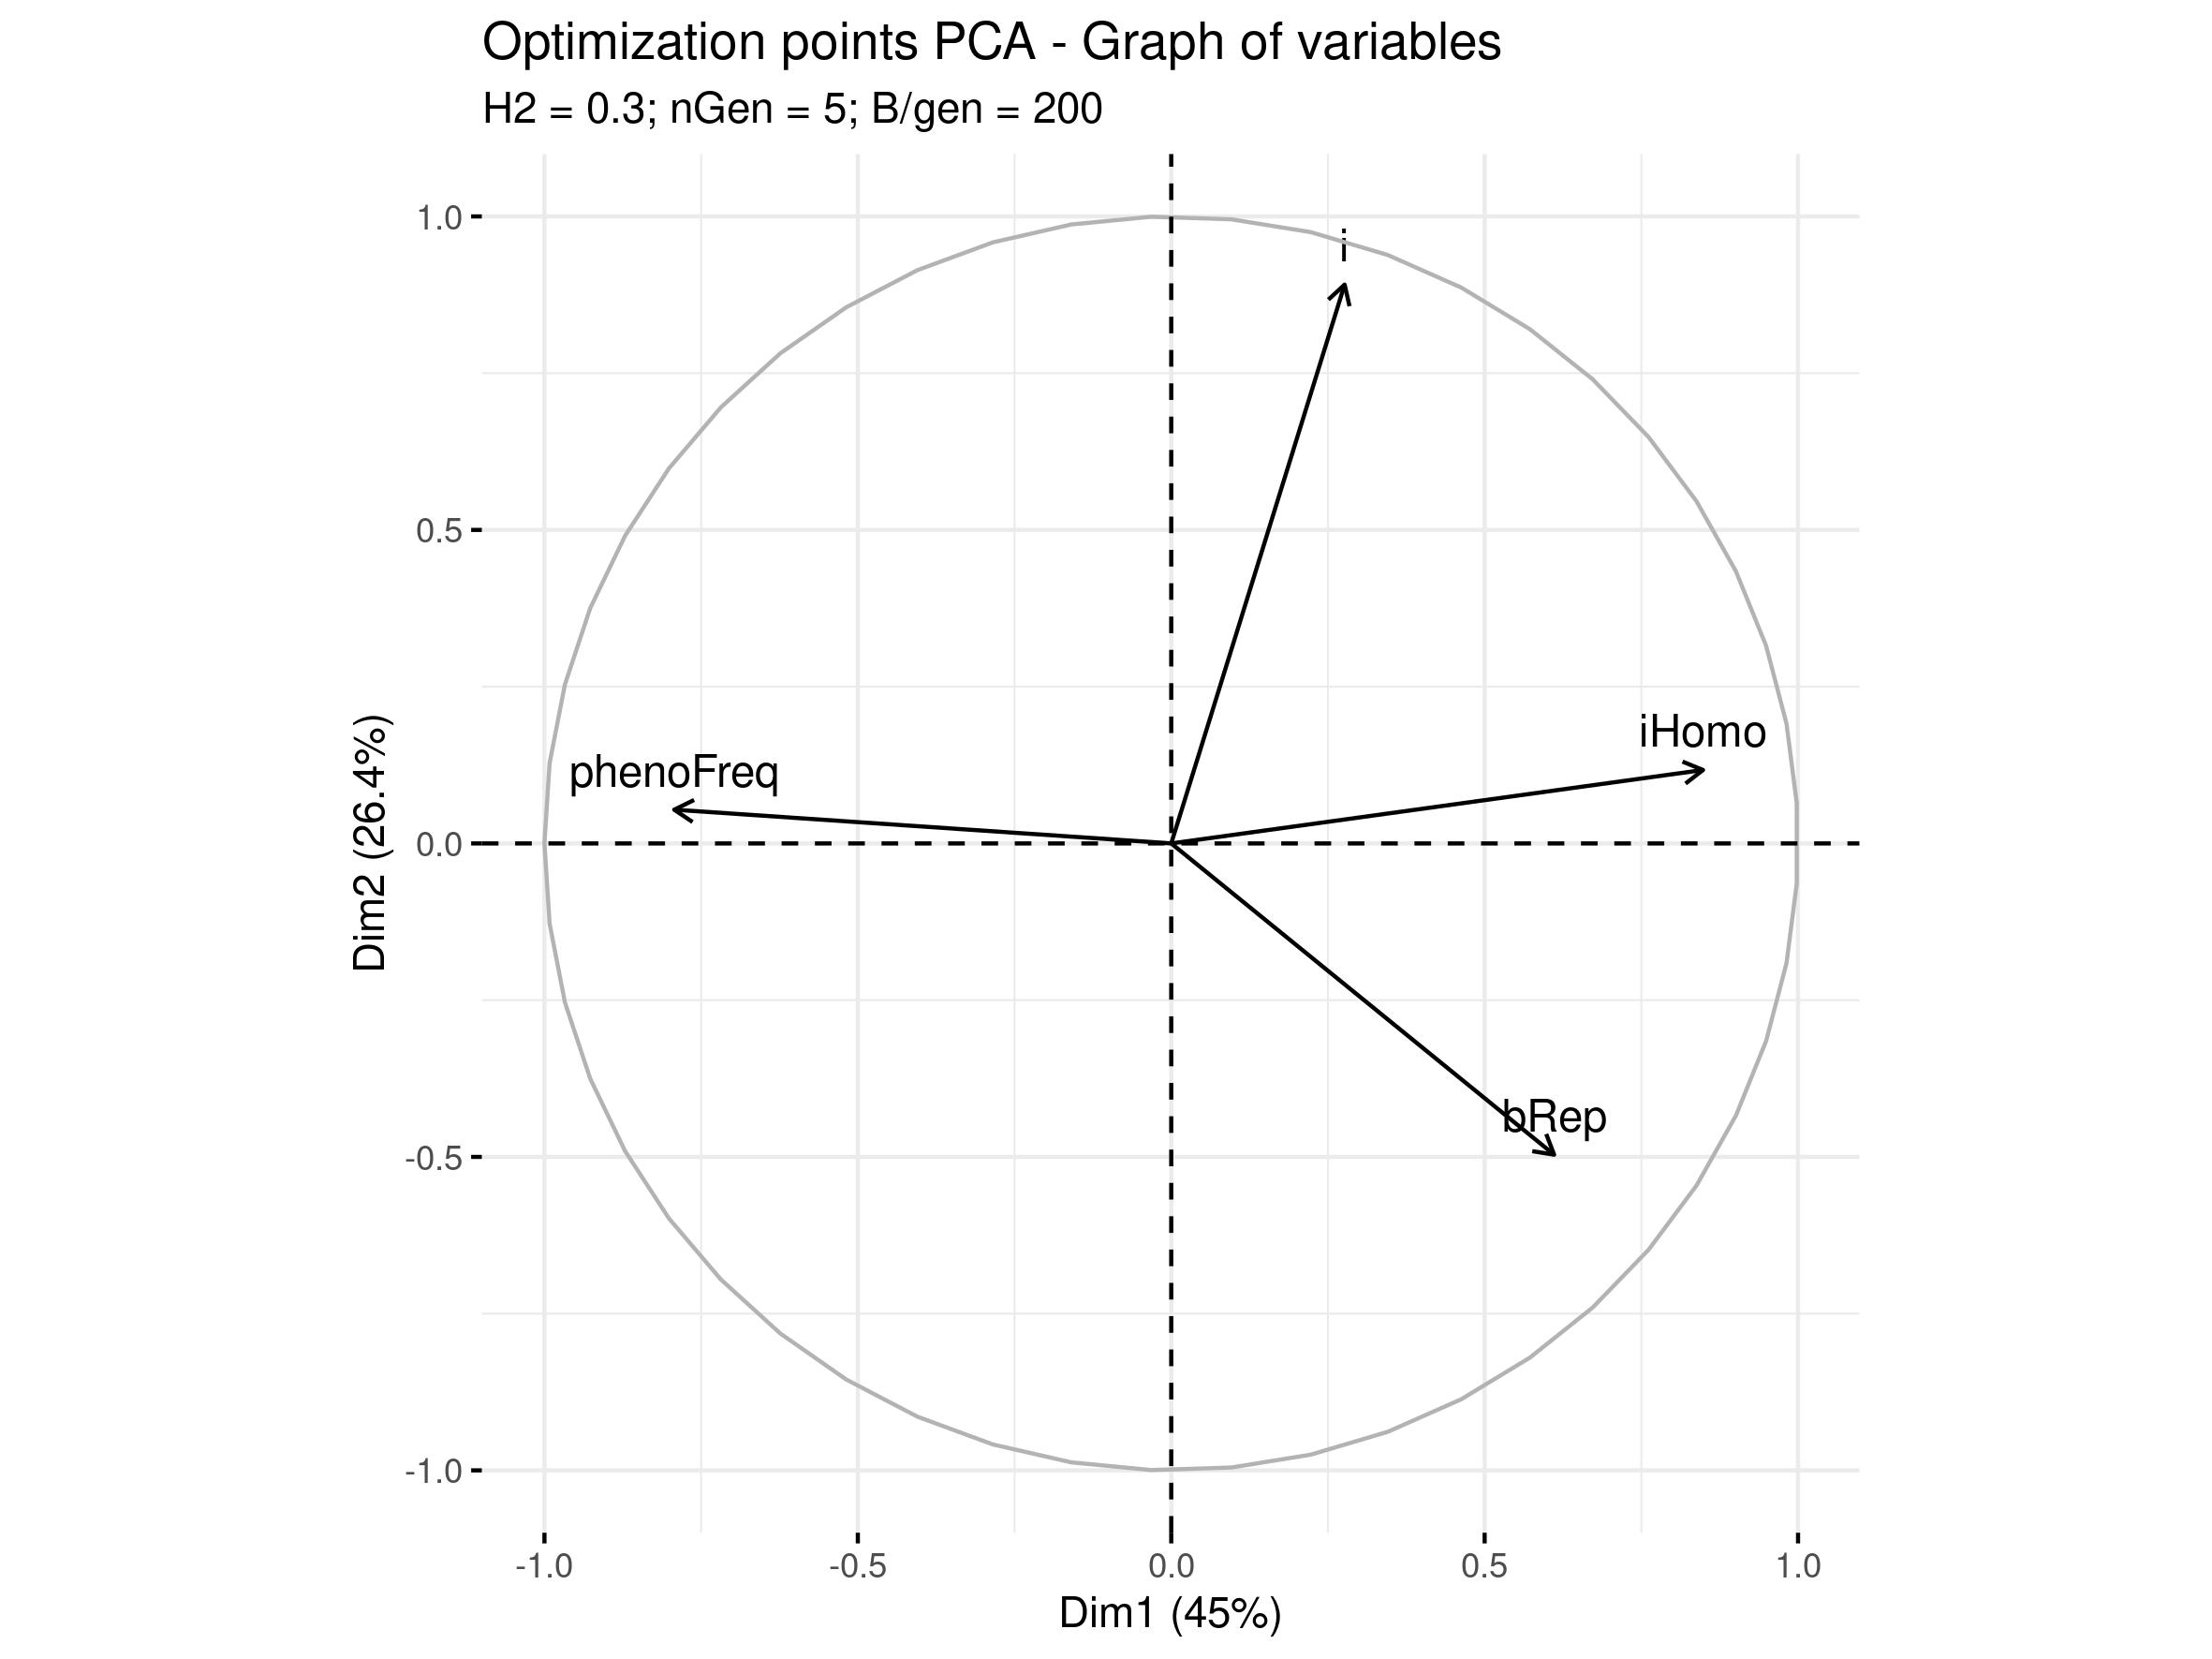 Optimization points PCA - Graph of variables
H2 = 0.3; nGen = 5; B/gen = 200
1.0
0.5
0.0
-0.5
-1.0
Dim2 (26.4%)
i
iHomo
phenoFreq
bRep
-1.0
-0.5
0.0
0.5
1.0
Dim1 (45%)